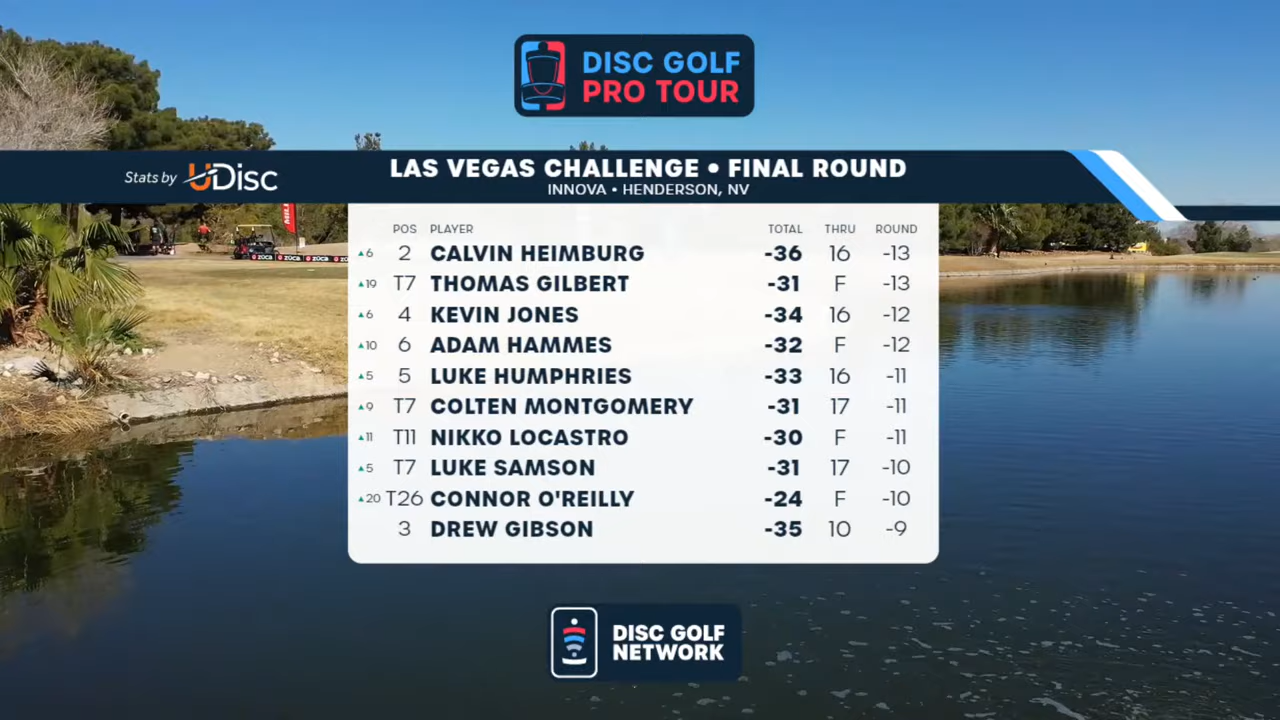 DISC GOLF
PRO TOUR
Stats by UDisc
LAS VEGAS CHALLENGE • FINAL ROUND
INNOVA • HENDERSON, NV
POS PLAYER TOTAL THRU ROUND
▲6 2 CALVIN HEIMBURG -36 16 -13
▲19 T7 THOMAS GILBERT -31 F -13
▲6 4 KEVIN JONES -34 16 -12
▲10 6 ADAM HAMMES -32 F -12
▲5 5 LUKE HUMPHRIES -33 16 -11
▲9 T7 COLTEN MONTGOMERY -31 17 -11
▲11 T11 NIKKO LOCASTRO -30 F -11
▲5 T7 LUKE SAMSON -31 17 -10
▲20 T26 CONNOR O'REILLY -24 F -10
3 DREW GIBSON -35 10 -9
DISC GOLF
NETWORK